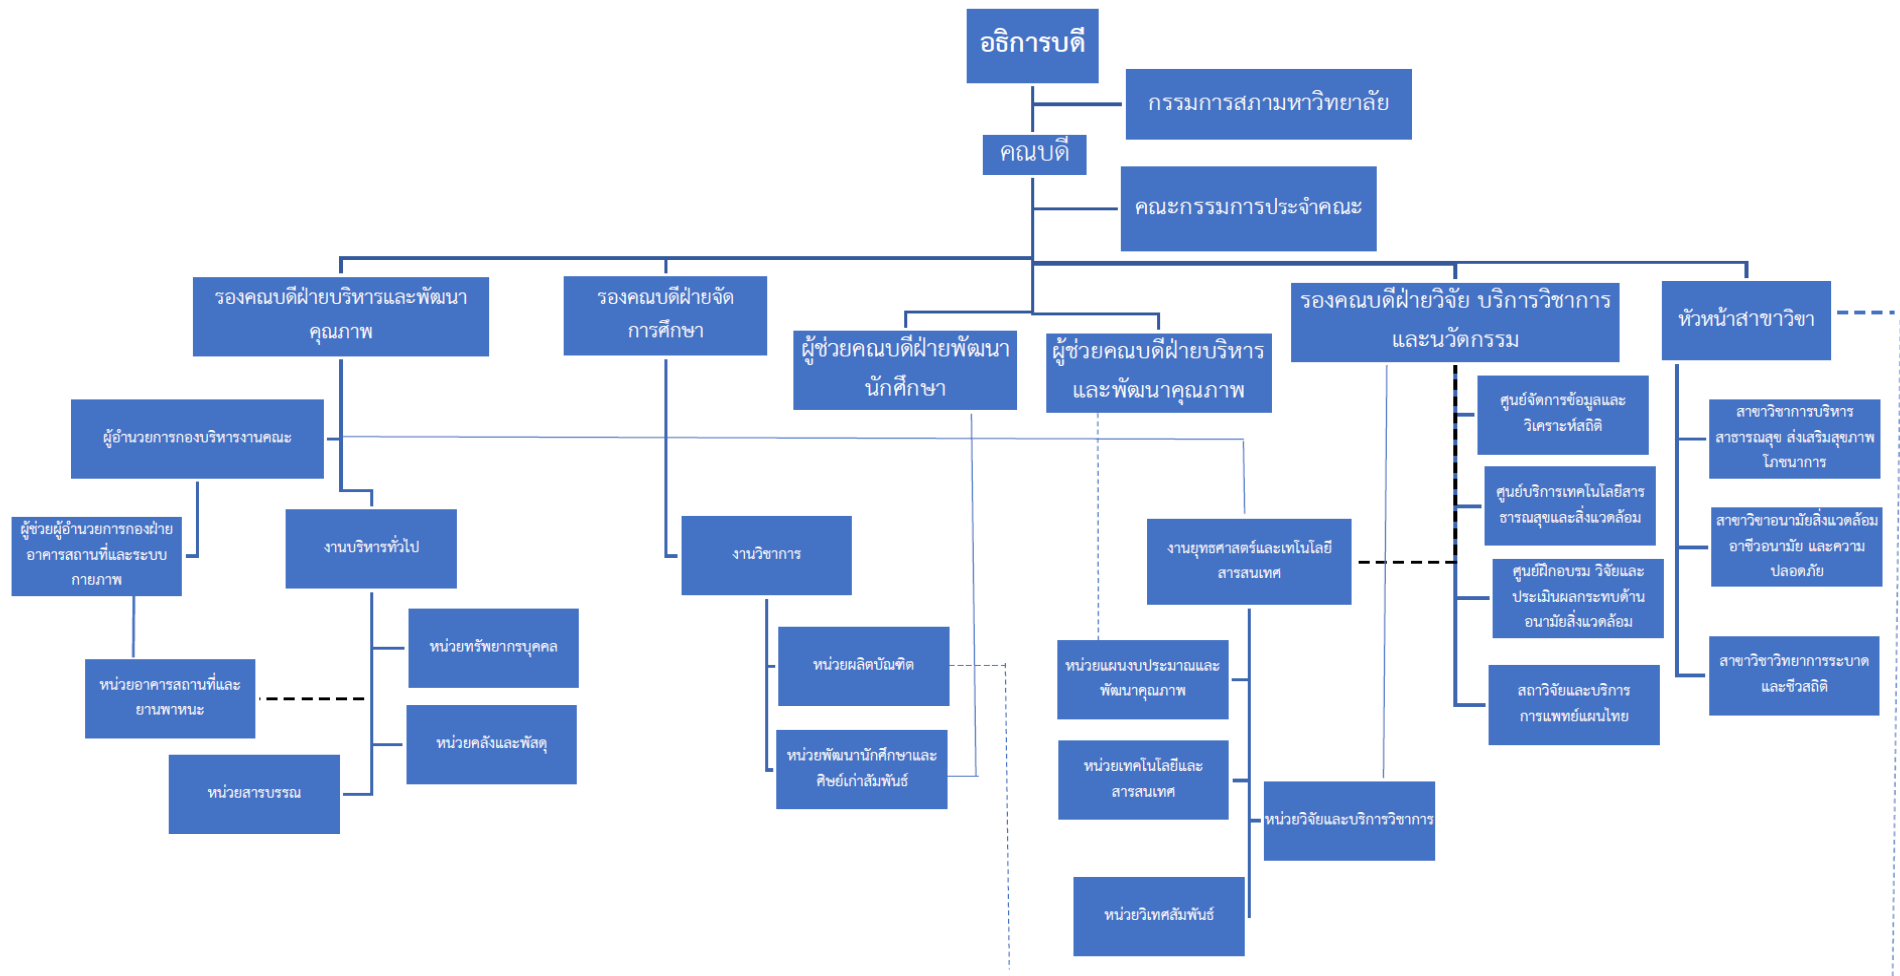 อธิการบดี
กรรมการสภามหาวิทยาลัย
คณบดี
คณะกรรมการประจำคณะ
รองคณบดีฝ่ายบริหารและพัฒนา
คุณภาพ
รองคณบดีฝ่ายจัด
การศึกษา
ผู้ช่วยคณบดีฝ่ายพัฒนา
นักศึกษา
ผู้ช่วยคณบดีฝ่ายบริหาร
และพัฒนาคุณภาพ
รองคณบดีฝ่ายวิจัย บริการวิชาการ
และนวัตกรรม
หัวหน้าสาขาวิขา
ผู้อำนวยการกองบริหารงานคณะ
ผู้ช่วยผู้อำนวยการกองฝ่าย
อาคารสถานที่และระบบ
กายภาพ
งานบริหารทั่วไป
หน่วยทรัพยากรบุคคล
หน่วยอาคารสถานที่และ
ยานพาหนะ
หน่วยคลังและพัสดุ
หน่วยสารบรรณ
งานวิชาการ
หน่วยผลิตบัณฑิต
หน่วยพัฒนานักศึกษาและ
ศิษย์เก่าสัมพันธ์
งานยุทธศาสตร์และเทโนโลยี
สารสนเทศ
หน่วยแผนงบประมาณและ
พัฒนาคุณภาพ
หน่วยเทคโนโลยีและ
สารสนเทศ
หน่วยวิจัยและบริการวิขาการ
หน่วยวิเทศสัมพันธ์
ศูนย์จัดการข้อมูลและ
วิเคราะห์สถิติ
ศูนย์บริการเทคโนโลยีสาร
ธารณสุขและสิ่งแวดล้อม
ศูนย์ฝึกอบรม วิจัยและ
ประเมินผลกระทบด้าน
อนามัยสิ่งแวดล้อม
สถาวิจัยและบริการ
การแพทย์แผนไทย
สาขาวิชาการบริหาร
สาธารณสุข ส่งเสริมสุขภาพ
โภชนาการ
สาขาวิขาอนามัยสิ่งแวดล้อม
อาชีวอนามัย และความ
ปลอดภัย
สาขาวิชาวิทยาการระบาด
และชีวสถิติ